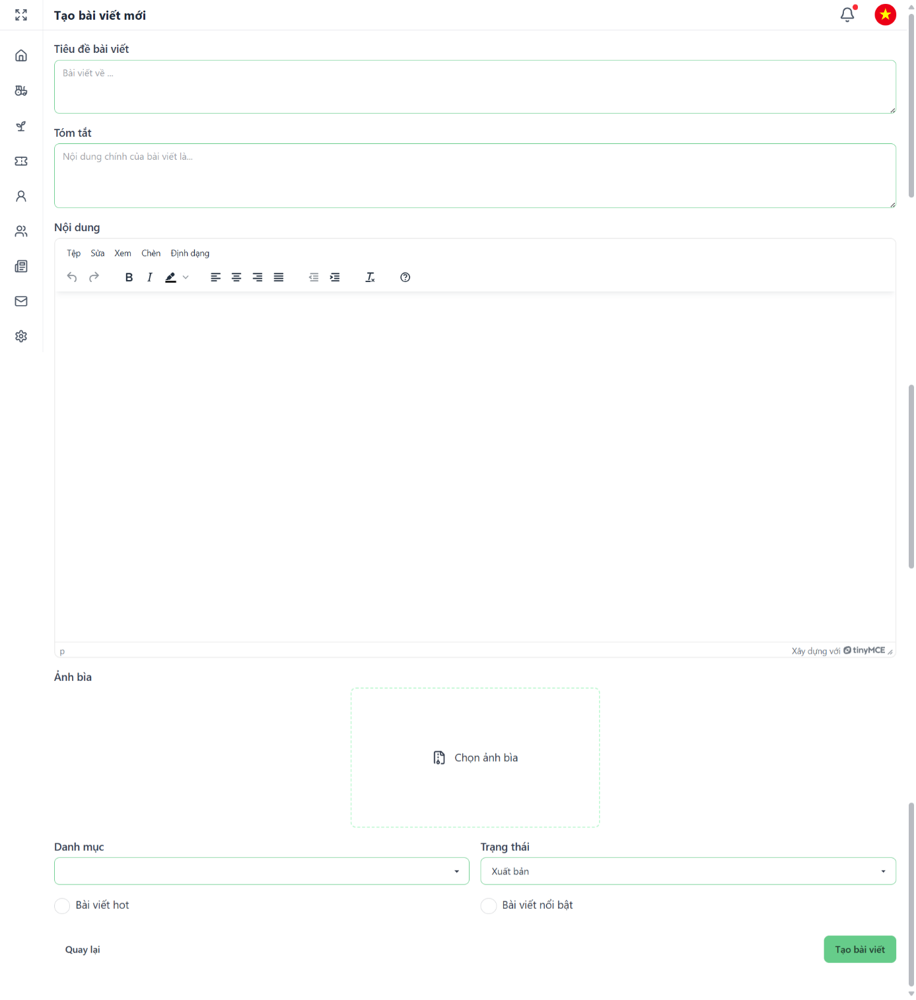 Tạo bài viết mới
Tiêu đề bài viết
Bài viết về ...
Tóm tắt
Nội dung chính của bài viết là...
Nội dung
Tệp Sửa Xem Chèn Định dạng
p
Xây dựng với tinyMCE
Ảnh bìa
Chọn ảnh bìa
Danh mục
Trạng thái
Xuất bản
Bài viết hot
Bài viết nổi bật
Quay lại
Tạo bài viết